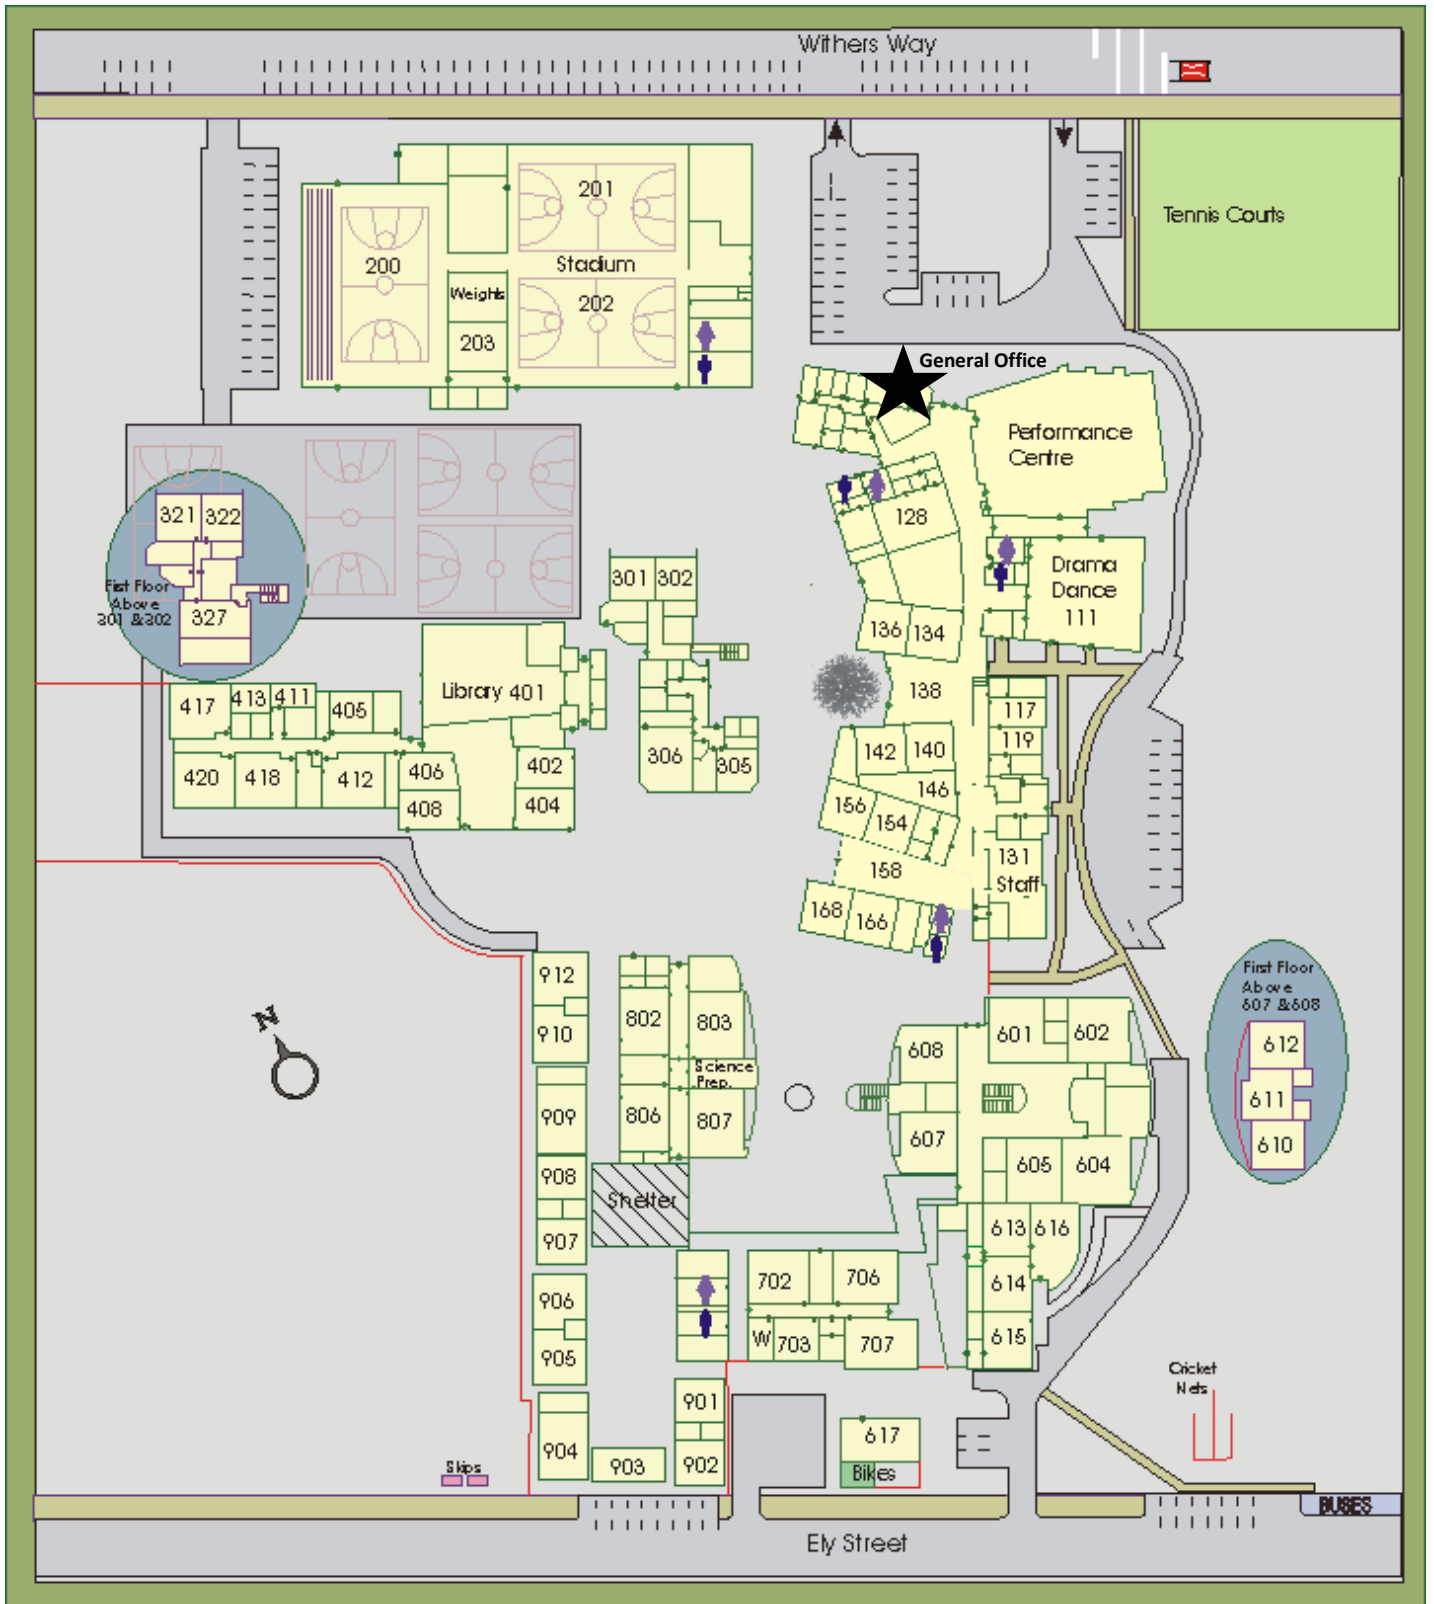 Withers Way
201
Tennis Courts
200
Stadium
Weights
202
203
General Office
Performance
Centre
128
321
322
Drama
Dance
111
301
302
First Floor
Above
301 &302
327
136
134
Library 401
138
417
413
411
405
117
119
142
140
306
305
406
402
420
418
412
146
156
408
404
154
131
Staff
158
168
166
912
First Floor
Above
607 &608
N
802
803
910
601
602
608
612
Science
Prep.
611
909
806
807
607
610
908
605
604
Shelter
907
613
616
702
706
614
906
W
703
707
615
905
Cricket
Nets
901
904
617
Skips
903
902
Bikes
BUSES
Ely Street